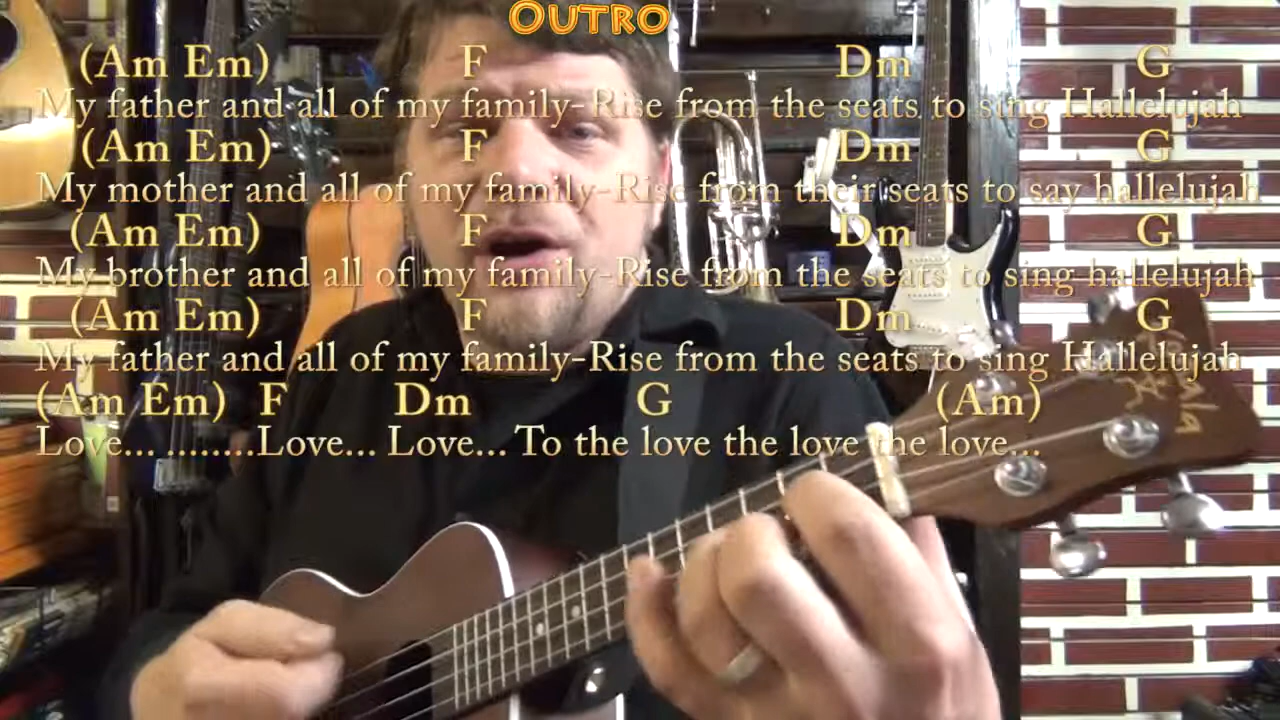 OUTRO
(Am Em) F Dm G
My father and all of my family-Rise from the seats to sing Hallelujah
(Am Em) F Dm G
My mother and all of my family-Rise from their seats to say hallelujah
(Am Em) F Dm G
My brother and all of my family-Rise from the seats to sing hallelujah
(Am Em) F Dm G
My father and all of my family-Rise from the seats to sing Hallelujah
(Am Em) F Dm G (Am)
Love... ........Love... Love... To the love the love the love...